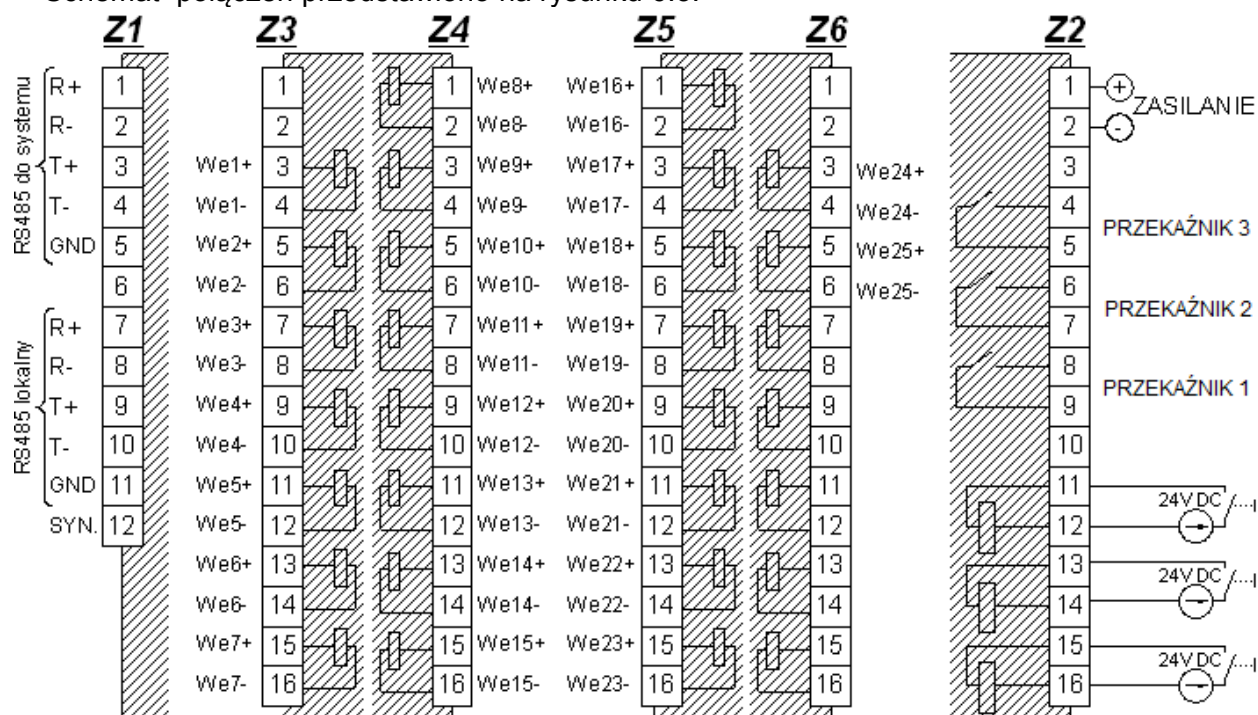 Schemat połączeń przedstawiono na rysunku
Z1 Z3 Z4 Z5 Z6 Z2
RS485 do systemu
R+ 1
R- 2
T+ 3
T- 4
GND 5
6
RS485 lokalny
R+ 7
R- 8
T+ 9
T- 10
GND 11
SYN. 12
1
2
We1+ 3
We1- 4
We2+ 5
We2- 6
We3+ 7
We3- 8
We4+ 9
We4- 10
We5+ 11
We5- 12
We6+ 13
We6- 14
We7+ 15
We7- 16
1 We8+
2 We8-
3 We9+
4 We9-
5 We10+
6 We10-
7 We11+
8 We11-
9 We12+
10 We12-
11 We13+
12 We13-
13 We14+
14 We14-
15 We15+
16 We15-
We16+ 1
We16- 2
We17+ 3
We17- 4
We18+ 5
We18- 6
We19+ 7
We19- 8
We20+ 9
We20- 10
We21+ 11
We21- 12
We22+ 13
We22- 14
We23+ 15
We23- 16
1
2
3 We24+
4 We24-
5 We25+
6 We25-
7
8
9
10
11
12
13
14
15
16
1 +
ZASILANIE
2 -
3
4
PRZEKAŹNIK 3
5
6
PRZEKAŹNIK 2
7
8
PRZEKAŹNIK 1
9
10
11
24V DC
12
13
24V DC
14
15
24V DC
16